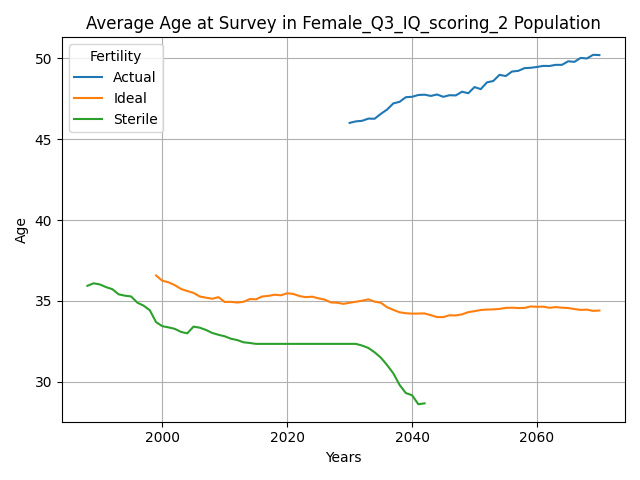 Average Age at Survey in Female_Q3_IQ_scoring_2 Population
Fertility
Actual
Ideal
Sterile
Age
50
45
40
35
30
2000
2020
2040
2060
Years